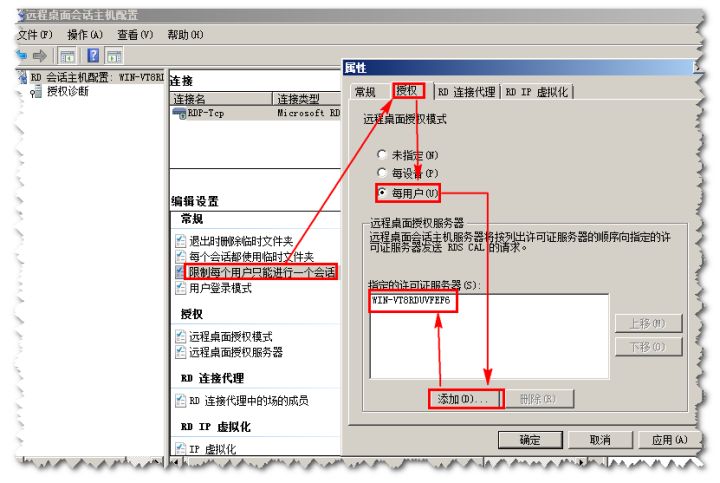 远程桌面会话主机配置
文件(F) 操作(A) 查看(V) 帮助(H)
RD 会话主机配置: WIN-VT8RI
授权诊断
连接
连接名 连接类型
RDP-Tcp Microsoft RD
编辑设置
常规
退出时删除临时文件夹
每个会话都使用临时文件夹
限制每个用户只能进行一个会话
用户登录模式
授权
远程桌面授权模式
远程桌面授权服务器
RD 连接代理
RD 连接代理中的场的成员
RD IP 虚拟化
IP 虚拟化
属性
常规 授权 RD 连接代理 RD IP 虚拟化
远程桌面授权模式
未指定(N)
每设备(P)
每用户(U)
远程桌面授权服务器
远程桌面会话主机服务器将按列出许可证服务器的顺序向指定的许
可证服务器发送 RDS CAL 的请求。
指定的许可证服务器(S):
WIN-VT8RDUVFEF6
上移(M)
下移(O)
添加(D)... 删除(R)
确定 取消 应用(A)